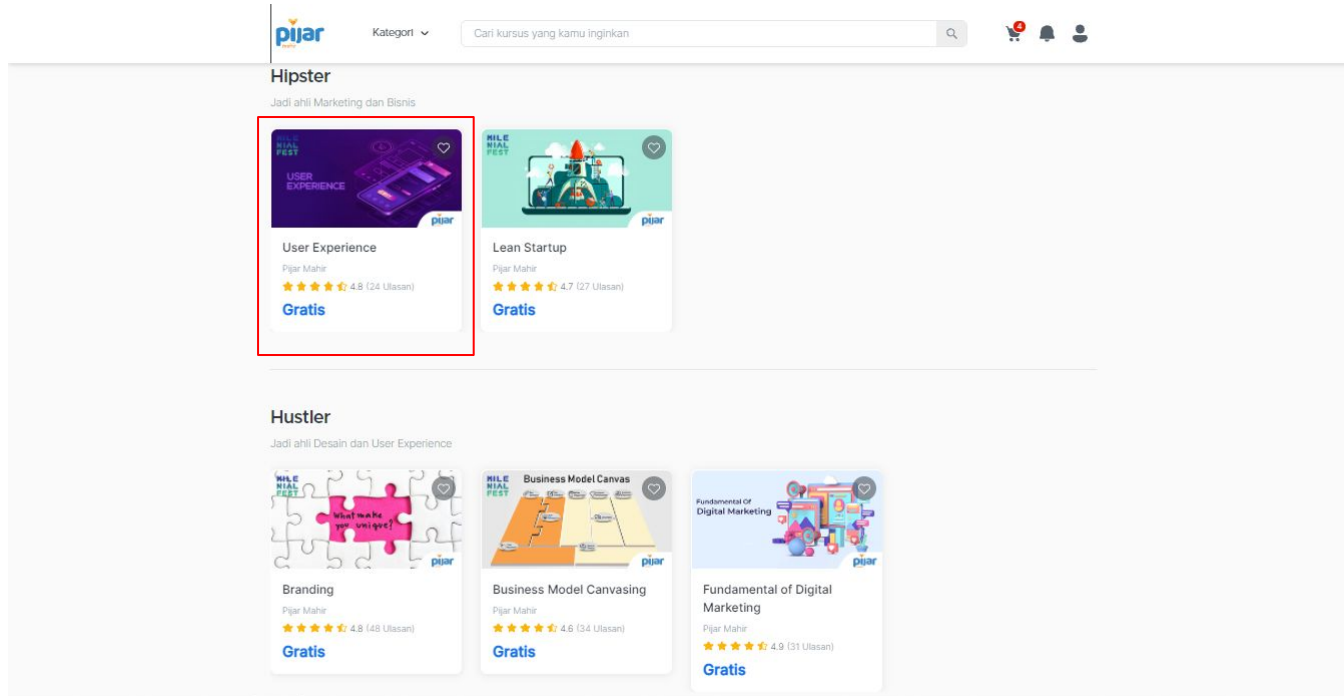 pijar
mahir
Kategori
Cari kursus yang kamu inginkan
4
Hipster
Jadi ahli Marketing dan Bisnis
MILE
NIAL
FEST
USER
EXPERIENCE
pijar
User Experience
Pijar Mahir
4.8 (24 Ulasan)
Gratis
MILE
NIAL
FEST
pijar
Lean Startup
Pijar Mahir
4.7 (27 Ulasan)
Gratis
Hustler
Jadi ahli Desain dan User Experience
MILE
NIAL
FEST
What make
you unique?
pijar
Branding
Pijar Mahir
4.8 (48 Ulasan)
Gratis
MILE
NIAL
FEST
Business Model Canvas
pijar
Business Model Canvasing
Pijar Mahir
4.6 (34 Ulasan)
Gratis
Fundamental Of
Digital Marketing
pijar
Fundamental of Digital
Marketing
Pijar Mahir
4.9 (31 Ulasan)
Gratis